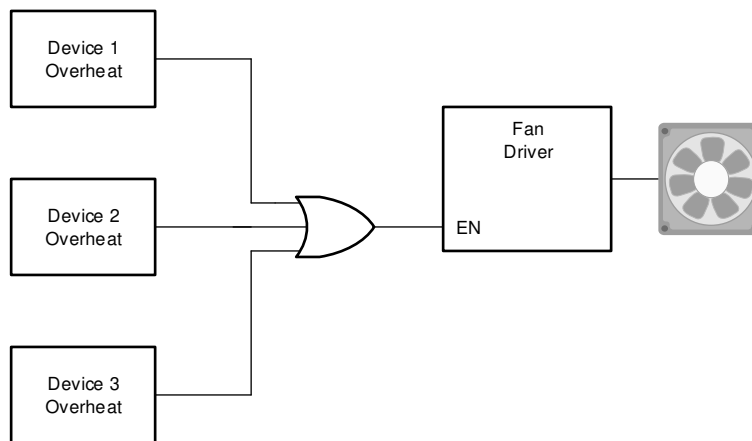 Device 1
Overheat
Fan
Driver
Device 2
Overheat
EN
Device 3
Overheat